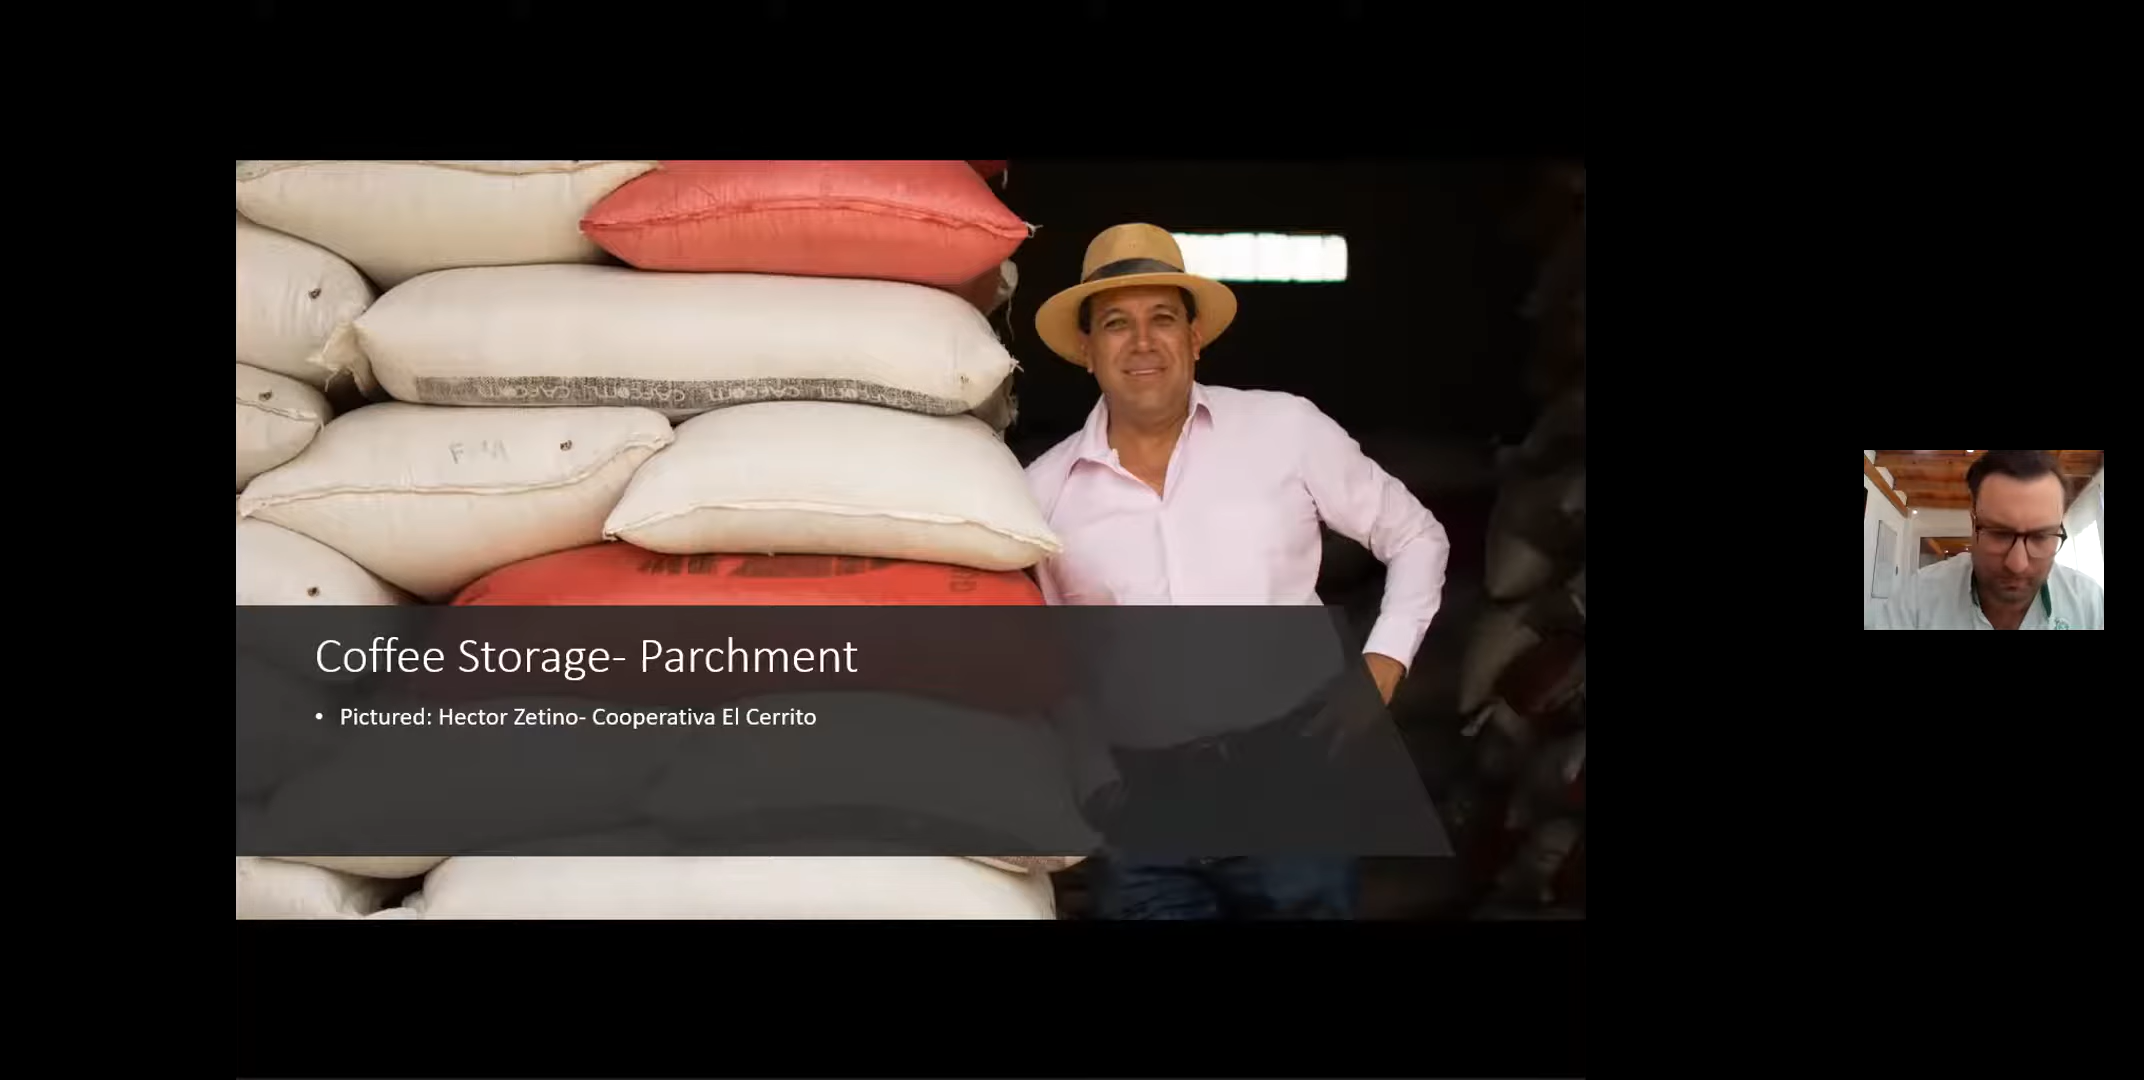 F M
Coffee Storage- Parchment
• Pictured: Hector Zetino- Cooperativa El Cerrito